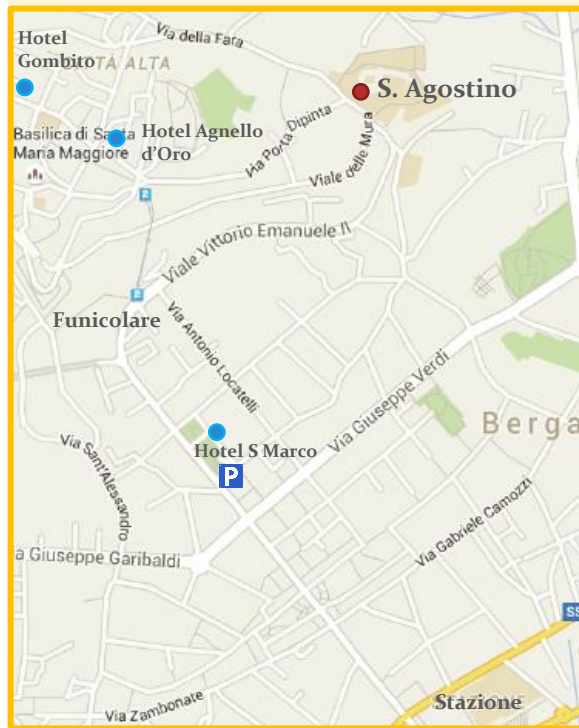 Via della Fara
Hotel
Gombito
CITTA ALTA
S. Agostino
Basilica di Santa
Maria Maggiore
Hotel Agnello
d'Oro
Via Porta Dipinta
Viale delle Mura
Viale Vittorio Emanuele II
Funicolare
Via Antonio Locatelli
Via Giuseppe Verdi
Berga
Hotel S Marco
P
Via Sant'Alessandro
Via Gabriele Camozzi
a Giuseppe Garibaldi
SS
Stazione
Via Zambonate